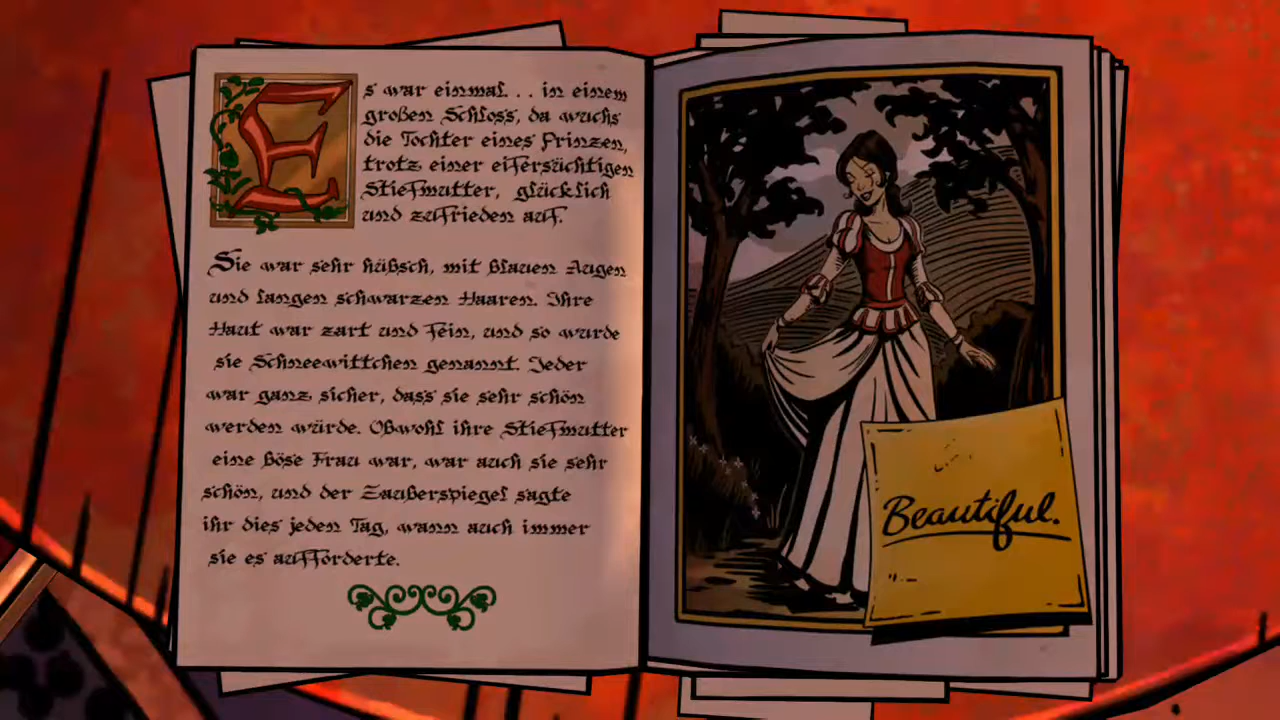 Es war einmal. . . in einem
großen Schloss, da wuchs
die Tochter eines Prinzen,
trotz einer eifersüchtigen
Stiefmutter, glücklich
und zufrieden auf.
Sie war sehr hübsch, mit blauen Augen
und langen schwarzen Haaren. Ihre
Haut war zart und fein, und so wurde
sie Schneewittchen genannt. Jeder
war ganz sicher, dass sie sehr schön
werden würde. Obwohl ihre Stiefmutter
eine böse Frau war, war auch sie sehr
schön, und der Zauberspiegel sagte
ihr dies jeden Tag, wann auch immer
sie es aufforderte.
Beautiful.